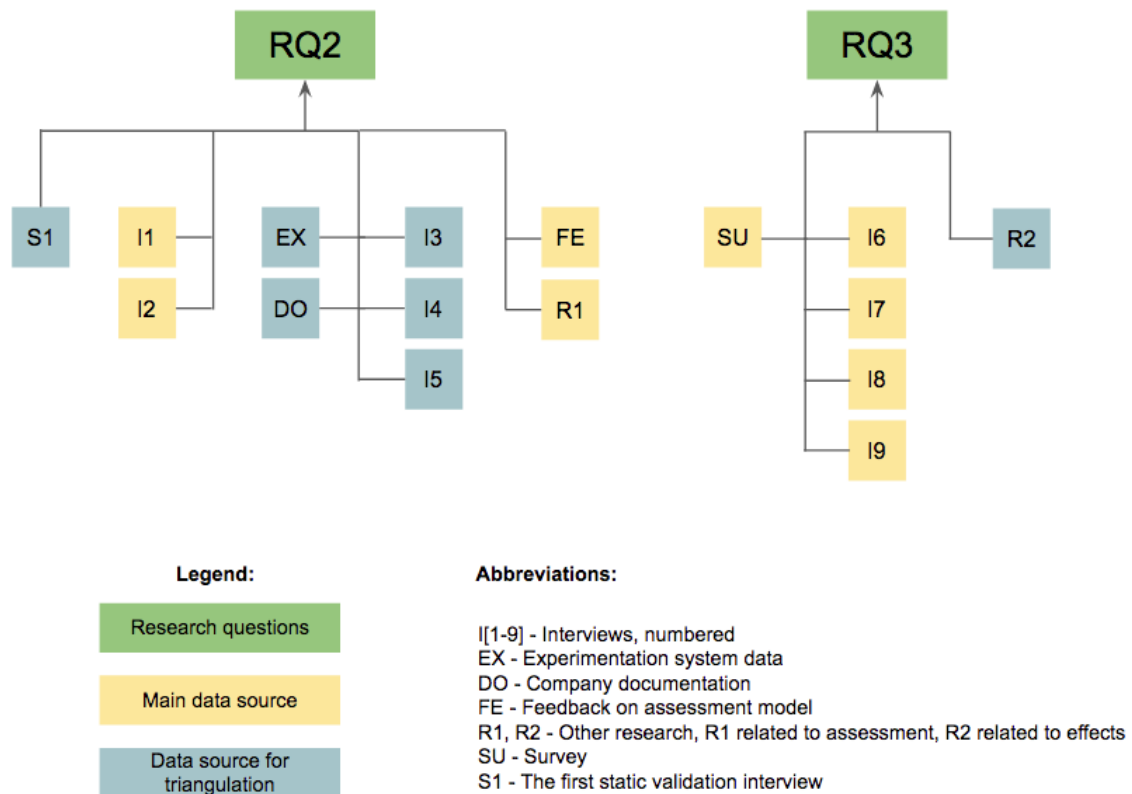 RQ2
RQ3
S1
I1
EX
I3
FE
SU
I6
R2
I2
DO
I4
R1
I7
I5
I8
I9
Legend:
Research questions
Main data source
Data source for
triangulation
Abbreviations:
I[1-9] - Interviews, numbered
EX - Experimentation system data
DO - Company documentation
FE - Feedback on assessment model
R1, R2 - Other research, R1 related to assessment, R2 related to effects
SU - Survey
S1 - The first static validation interview